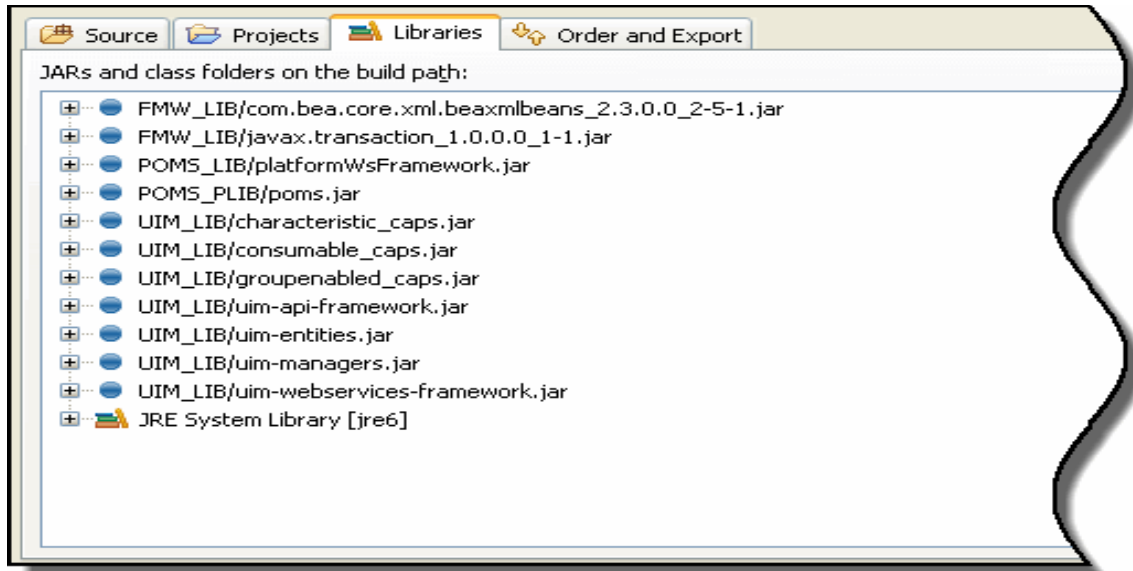 Source Projects Libraries Order and Export
JARs and class folders on the build path:
FMW_LIB/com.bea.core.xml.beaxmlbeans_2.3.0.0_2-5-1.jar
FMW_LIB/javax.transaction_1.0.0.0_1-1.jar
POMS_LIB/platformWsFramework.jar
POMS_PLIB/poms.jar
UIM_LIB/characteristic_caps.jar
UIM_LIB/consumable_caps.jar
UIM_LIB/groupenabled_caps.jar
UIM_LIB/uim-api-framework.jar
UIM_LIB/uim-entities.jar
UIM_LIB/uim-managers.jar
UIM_LIB/uim-webservices-framework.jar
JRE System Library [jre6]